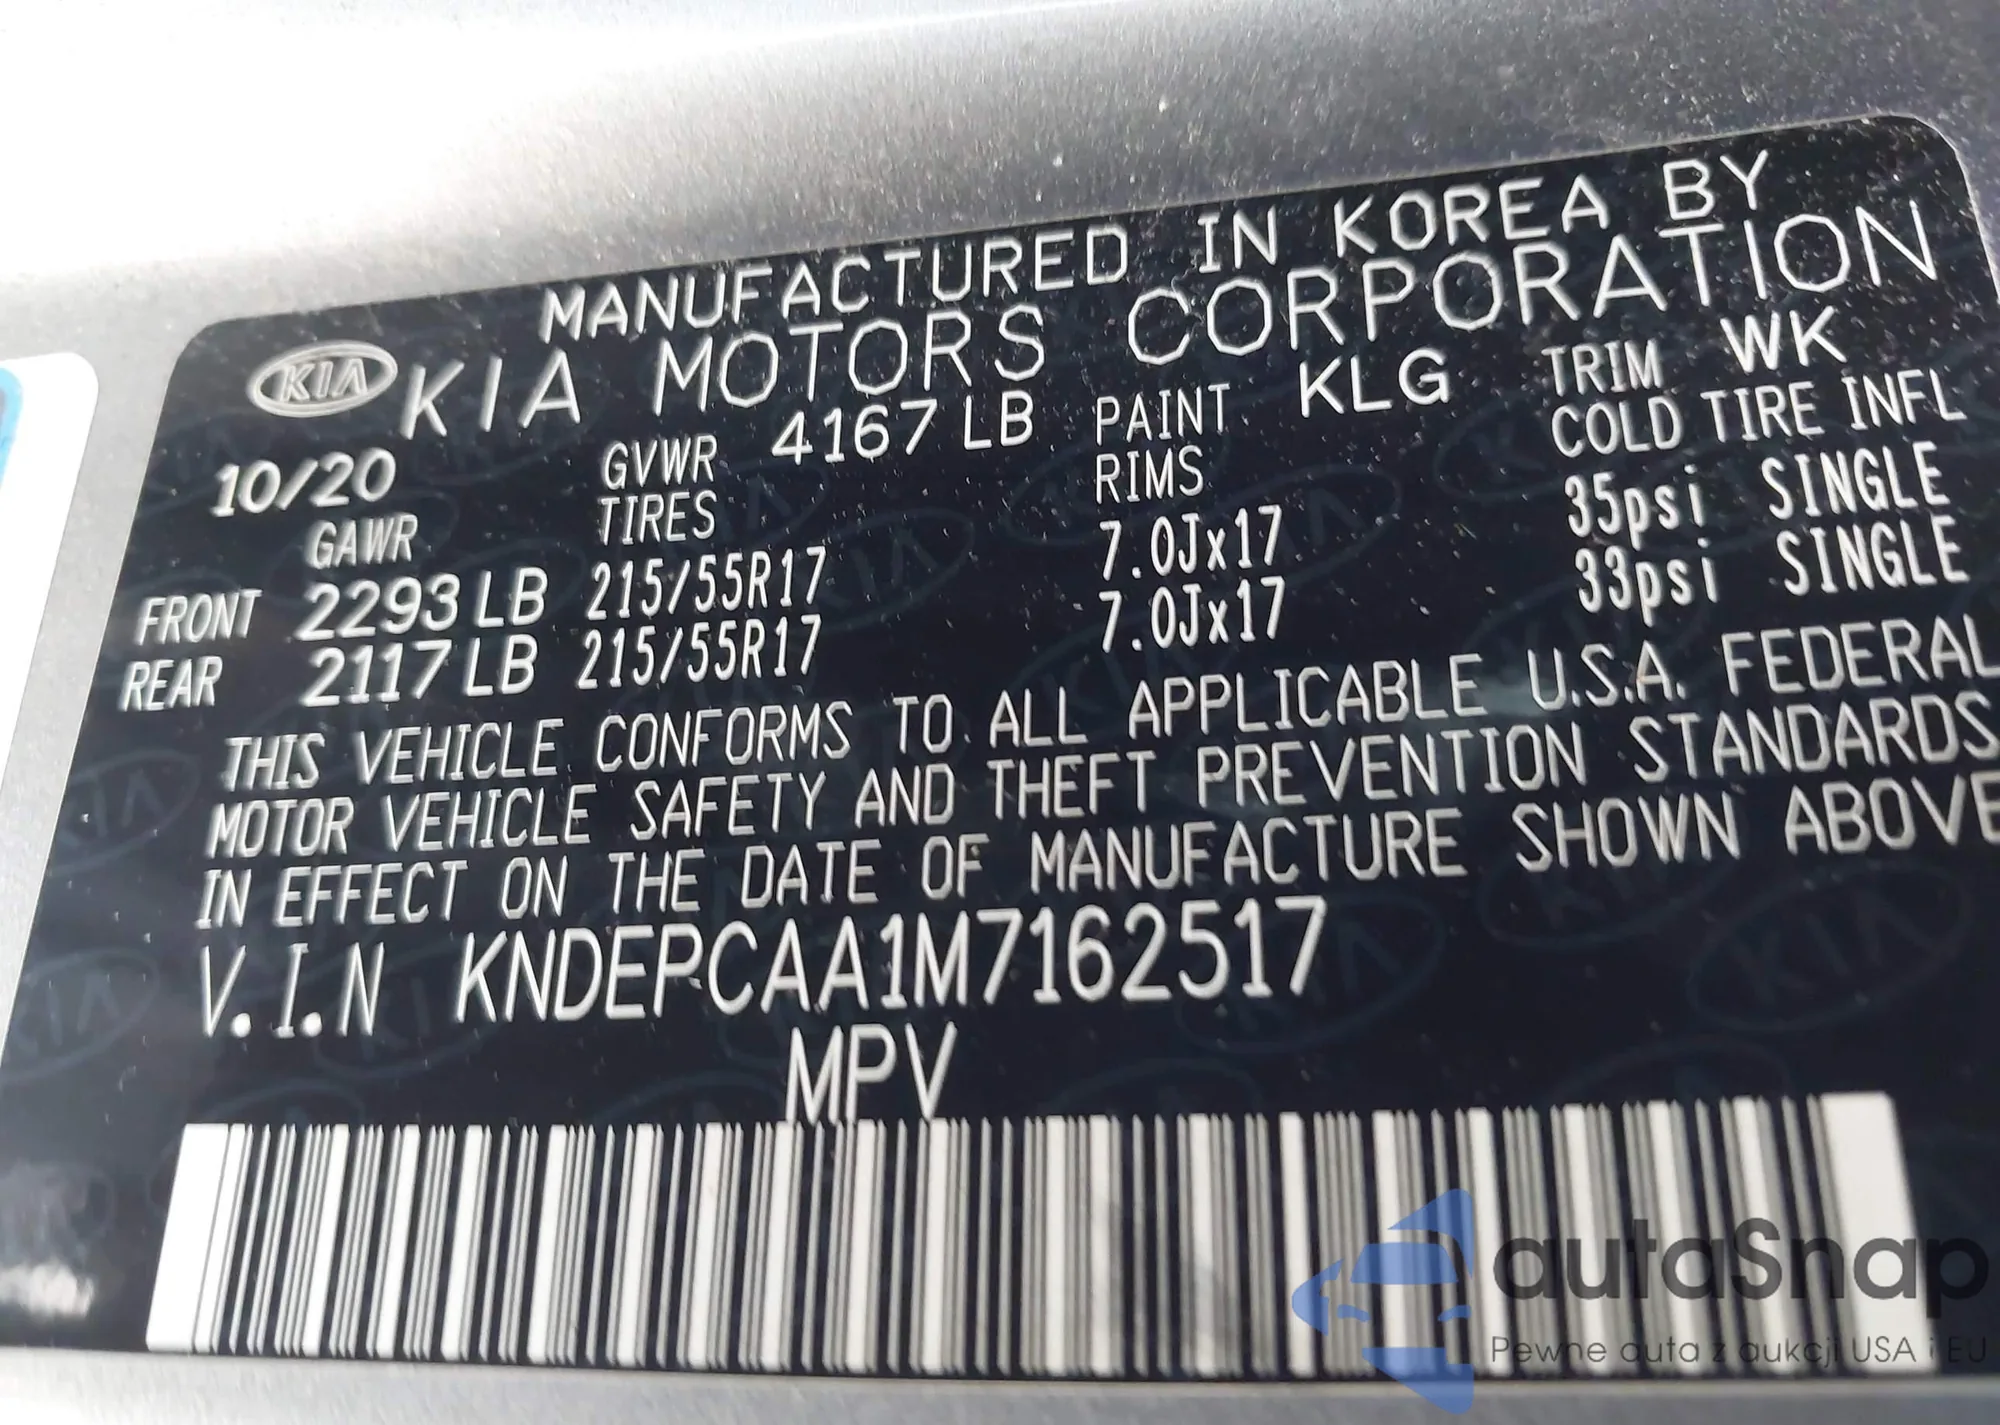 MANUFACTURED IN KOREA BY
KIA KIA MOTORS CORPORATION
10/20 GVWR 4167 LB PAINT KLG TRIM WK
GAWR TIRES RIMS COLD TIRE INFL
FRONT 2293 LB 215/55R17 7.0Jx17 35psi SINGLE
REAR 2117 LB 215/55R17 7.0Jx17 33psi SINGLE
THIS VEHICLE CONFORMS TO ALL APPLICABLE U.S.A. FEDERAL
MOTOR VEHICLE SAFETY AND THEFT PREVENTION STANDARDS
IN EFFECT ON THE DATE OF MANUFACTURE SHOWN ABOVE
V.I.N KNDEPCAA1M7162517
MPV
autaSnap
Pewne auta z aukcji USA i EU